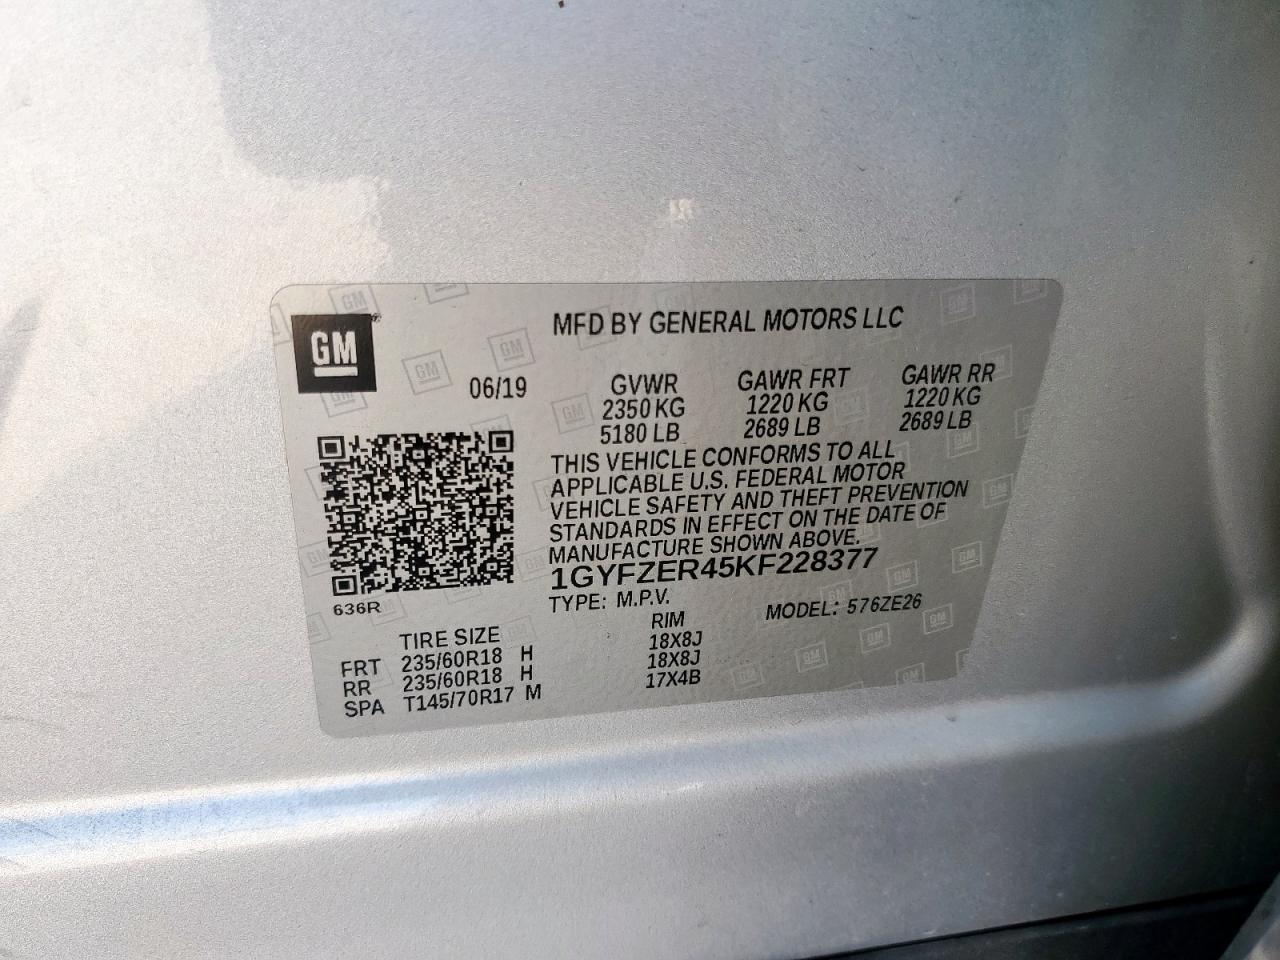 GM
MFD BY GENERAL MOTORS LLC
06/19
GVWR GAWR FRT GAWR RR
2350 KG 1220 KG 1220 KG
5180 LB 2689 LB 2689 LB
THIS VEHICLE CONFORMS TO ALL
APPLICABLE U.S. FEDERAL MOTOR
VEHICLE SAFETY AND THEFT PREVENTION
STANDARDS IN EFFECT ON THE DATE OF
MANUFACTURE SHOWN ABOVE.
1GYFZER45KF228377
TYPE: M.P.V. MODEL: 576ZE26
636R
TIRE SIZE RIM
FRT 235/60R18 H 18X8J
RR 235/60R18 H 18X8J
SPA T145/70R17 M 17X4B